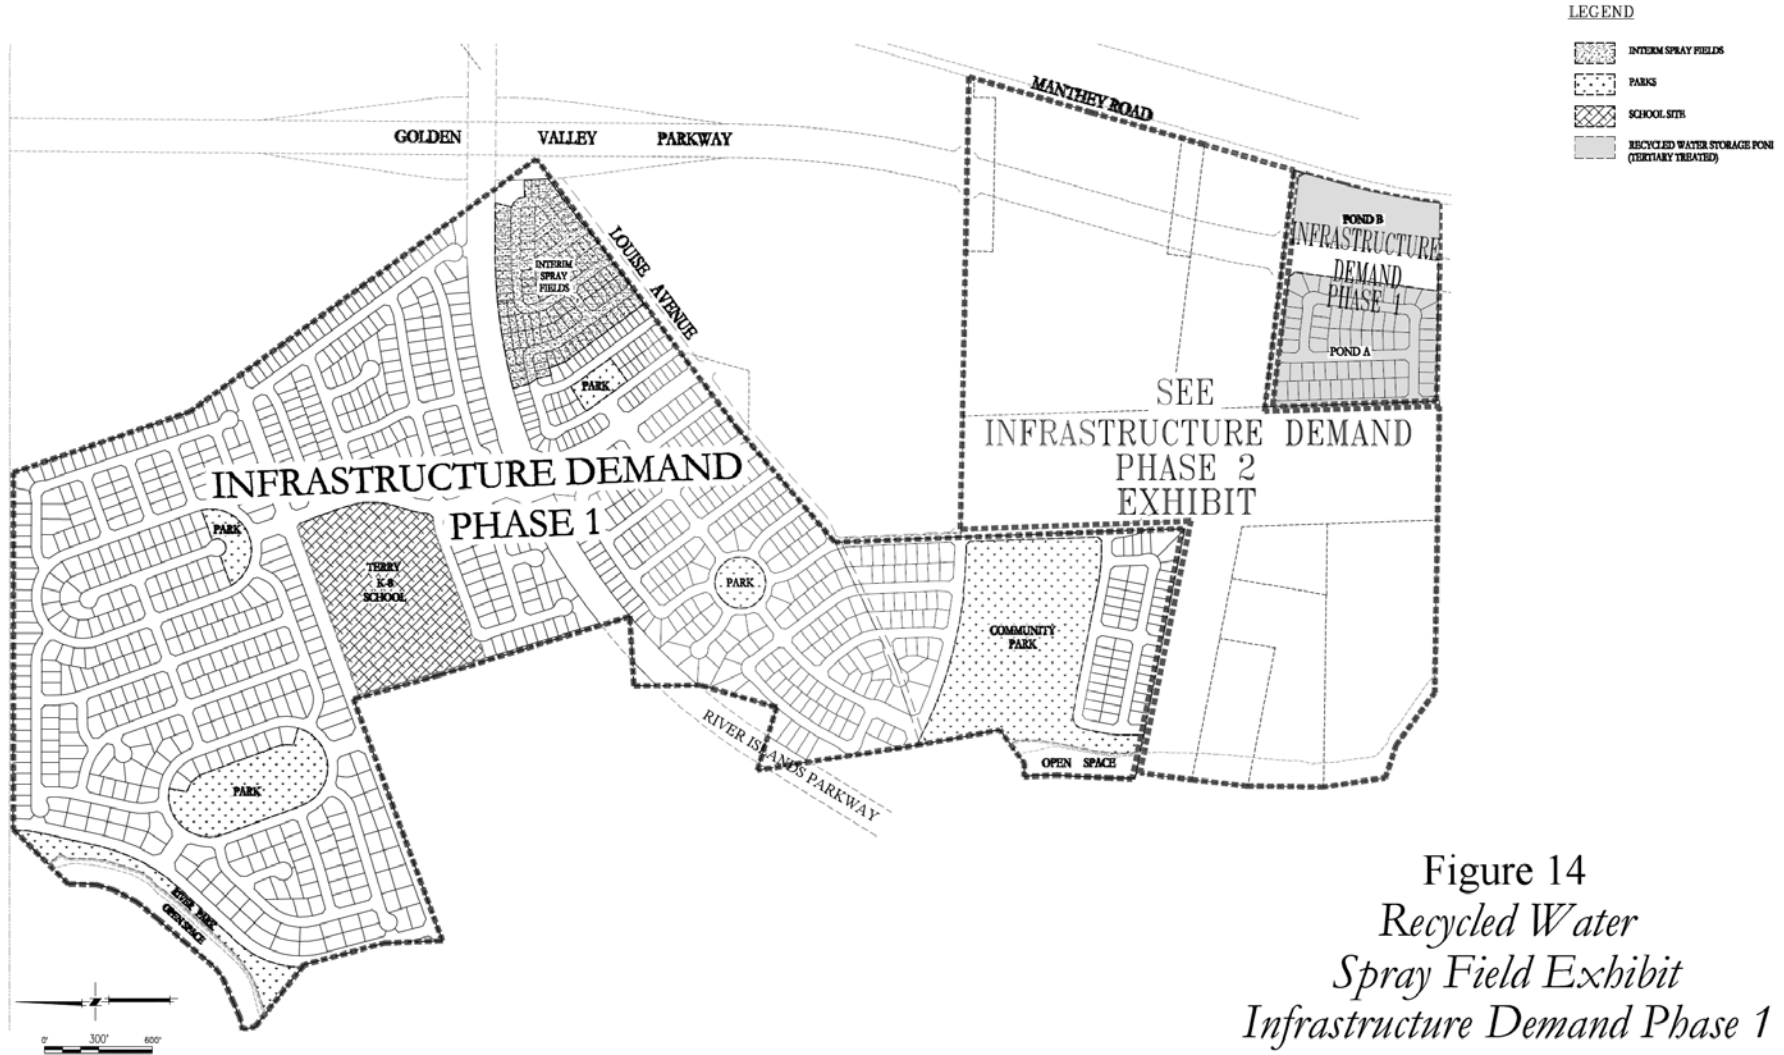 LEGEND
INTERM SPRAY FIELDS
PARKS
SCHOOL SITE
RECYCLED WATER STORAGE POND
(TERTIARY TREATED)
MANTHEY ROAD
GOLDEN VALLEY PARKWAY
LOUISE AVENUE
INTERIM
SPRAY
FIELDS
POND B
INFRASTRUCTURE
DEMAND
PHASE 1
POND A
PARK
SEE
INFRASTRUCTURE DEMAND
PHASE 2
EXHIBIT
INFRASTRUCTURE DEMAND
PHASE 1
PARK
TERRY
K-8
SCHOOL
PARK
COMMUNITY
PARK
RIVER ISLANDS PARKWAY
OPEN SPACE
PARK
RIVER PARK
OPEN SPACE
Z
0' 300' 600'
Figure 14
Recycled Water
Spray Field Exhibit
Infrastructure Demand Phase 1